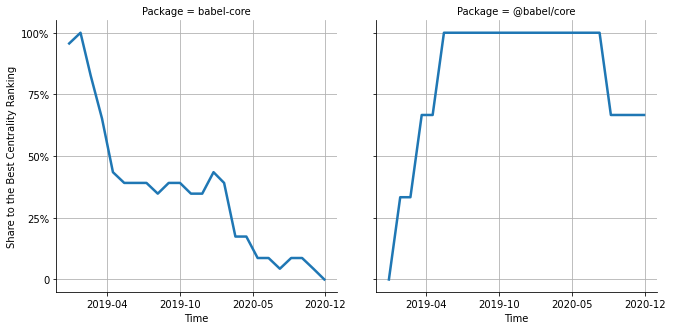 Package = babel-core
Package = @babel/core
Share to the Best Centrality Ranking
100%
75%
50%
25%
0
2019-04
2019-10
2020-05
2020-12
Time
2019-04
2019-10
2020-05
2020-12
Time